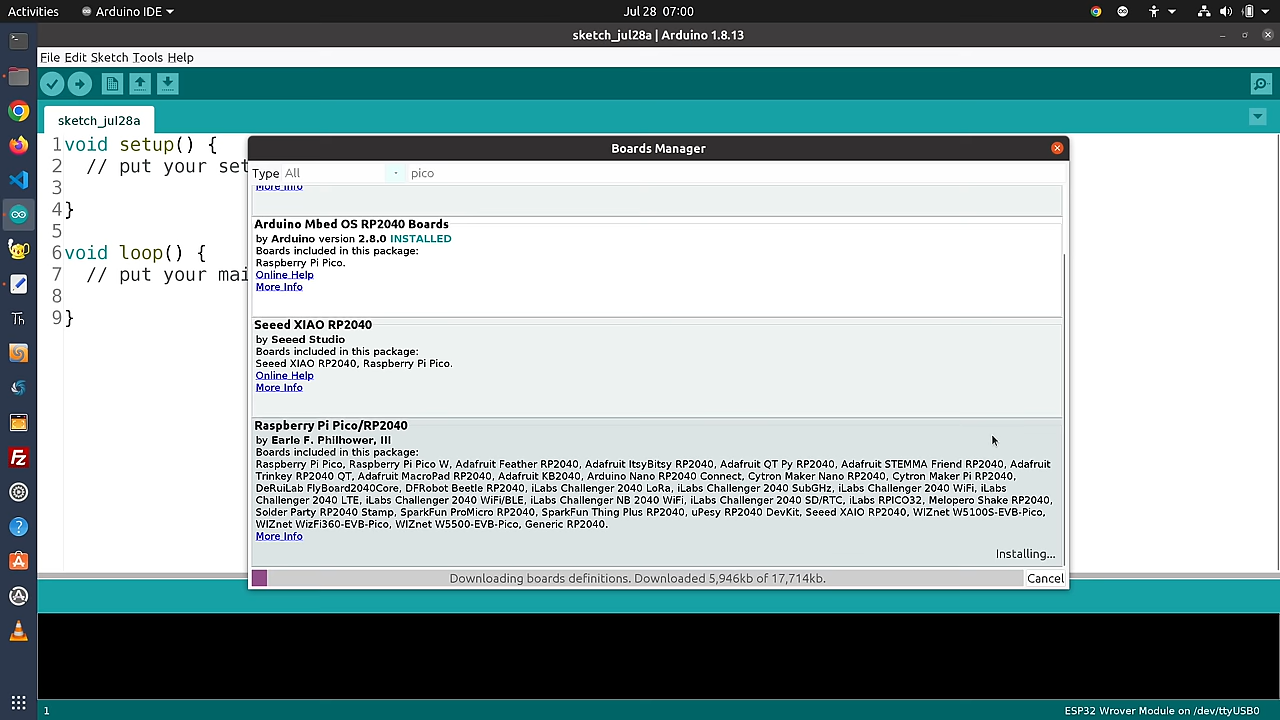 Activities
Arduino IDE
Jul 28 07:00
sketch_jul28a | Arduino 1.8.13
File Edit Sketch Tools Help
sketch_jul28a
1void setup() {
2 // put your set
3
4}
5
6void loop() {
7 // put your mai
8
9}
Boards Manager
Type All pico
More Info
Arduino Mbed OS RP2040 Boards
by Arduino version 2.8.0 INSTALLED
Boards included in this package:
Raspberry Pi Pico.
Online Help
More Info
Seeed XIAO RP2040
by Seeed Studio
Boards included in this package:
Seeed XIAO RP2040, Raspberry Pi Pico.
Online Help
More Info
Raspberry Pi Pico/RP2040
by Earle F. Philhower, III
Boards included in this package:
Raspberry Pi Pico, Raspberry Pi Pico W, Adafruit Feather RP2040, Adafruit ItsyBitsy RP2040, Adafruit QT Py RP2040, Adafruit STEMMA Friend RP2040, Adafruit
Trinkey RP2040 QT, Adafruit MacroPad RP2040, Adafruit KB2040, Arduino Nano RP2040 Connect, Cytron Maker Nano RP2040, Cytron Maker Pi RP2040,
DeRuiLab FlyBoard2040Core, DFRobot Beetle RP2040, iLabs Challenger 2040 LoRa, iLabs Challenger 2040 SubGHz, iLabs Challenger 2040 WiFi, iLabs
Challenger 2040 LTE, iLabs Challenger 2040 WiFi/BLE, iLabs Challenger NB 2040 WiFi, iLabs Challenger 2040 SD/RTC, iLabs RPICO32, Melopero Shake RP2040,
Solder Party RP2040 Stamp, SparkFun ProMicro RP2040, SparkFun Thing Plus RP2040, uPesy RP2040 DevKit, Seeed XAIO RP2040, WIZnet W5100S-EVB-Pico,
WIZnet WizFi360-EVB-Pico, WIZnet W5500-EVB-Pico, Generic RP2040.
More Info
Installing...
Downloading boards definitions. Downloaded 5,946kb of 17,714kb.
Cancel
1
ESP32 Wrover Module on /dev/ttyUSB0